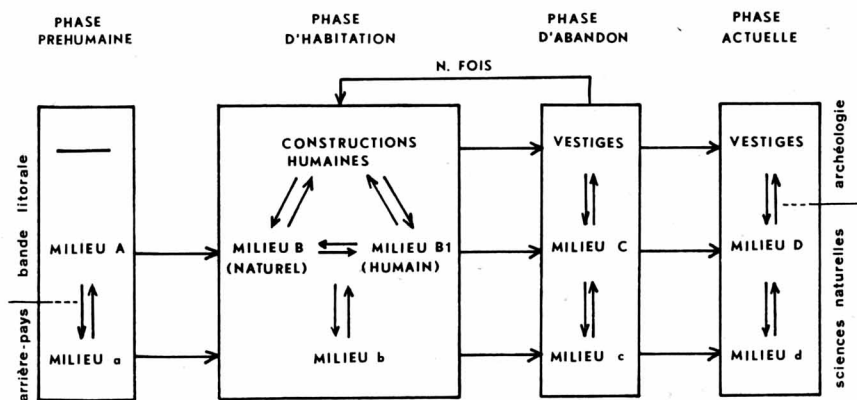 PHASE
PREHUMAINE
PHASE
D'HABITATION
PHASE
D'ABANDON
PHASE
ACTUELLE
N. FOIS
bande littorale
arrière-pays
MILIEU A
MILIEU a
CONSTRUCTIONS
HUMAINES
MILIEU B
(NATUREL)
MILIEU B1
(HUMAIN)
MILIEU b
VESTIGES
MILIEU C
MILIEU c
VESTIGES
MILIEU D
MILIEU d
archéologie
sciences naturelles